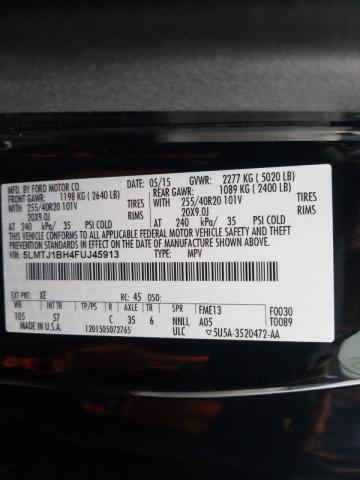 MFD. BY FORD MOTOR CO.
05/15 GVWR: 2277 KG ( 5020 LB)
FRONT GAWR: REAR GAWR:
1198 KG ( 2640 LB) 1089 KG ( 2400 LB)
WITH 255/40R20 101V TIRES WITH 255/40R20 101V TIRES
20X9.0J RIMS 20X9.0J RIMS
AT 240 kPa/ 35 PSI COLD AT 240 kPa/ 35 PSI COLD
THIS VEHICLE CONFORMS TO ALL APPLICABLE FEDERAL MOTOR VEHICLE SAFETY AND THEFT PREVENTION STANDARDS IN EFFECT ON THE DATE OF MANUFACTURE SHOWN ABOVE.
VIN: 5LMTJ1BH4FUJ45913
TYPE: MPV
EXT PNT: XE RC: 45 DSO:
WB INT TR TP/PS R AXLE TR SPR FME13 F0030
105 57 C 35 6 NNLL A05 T0089
1201505072765 ULC 5U5A-3520472-AA